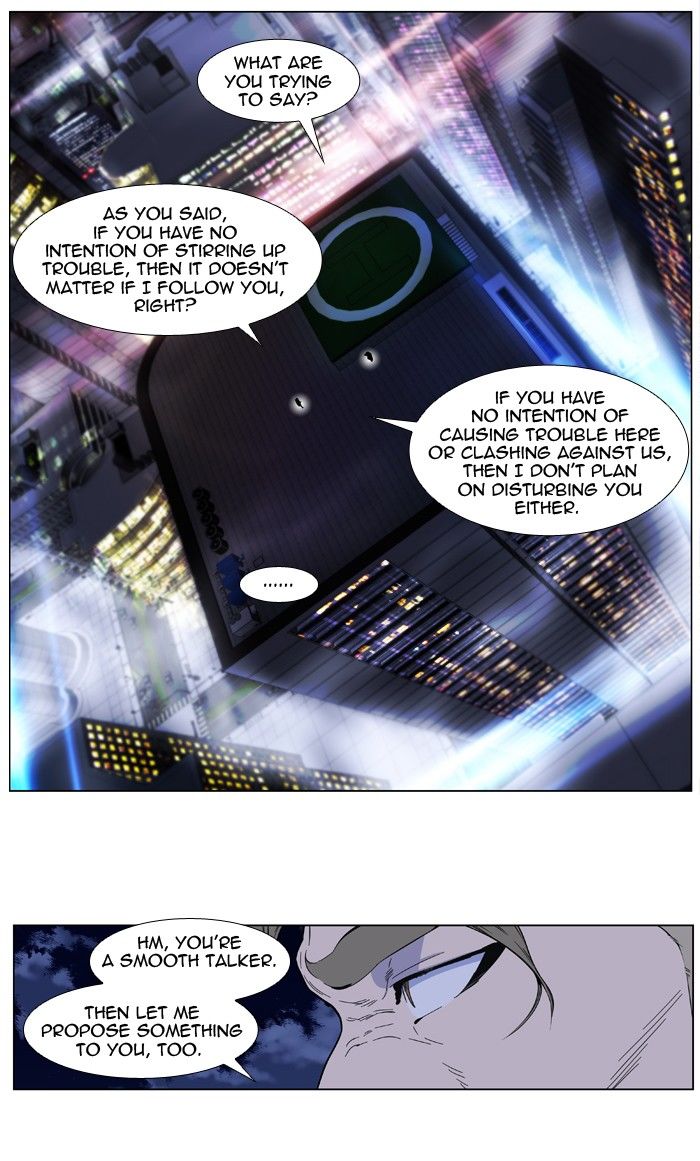 WHAT ARE
YOU TRYING
TO SAY?
AS YOU SAID,
IF YOU HAVE NO
INTENTION OF STIRRING UP
TROUBLE, THEN IT DOESN'T
MATTER IF I FOLLOW YOU,
RIGHT?
IF YOU HAVE
NO INTENTION OF
CAUSING TROUBLE HERE
OR CLASHING AGAINST US,
THEN I DON'T PLAN
ON DISTURBING YOU
EITHER.
......
H
HM, YOU'RE
A SMOOTH TALKER.
THEN LET ME
PROPOSE SOMETHING
TO YOU, TOO.